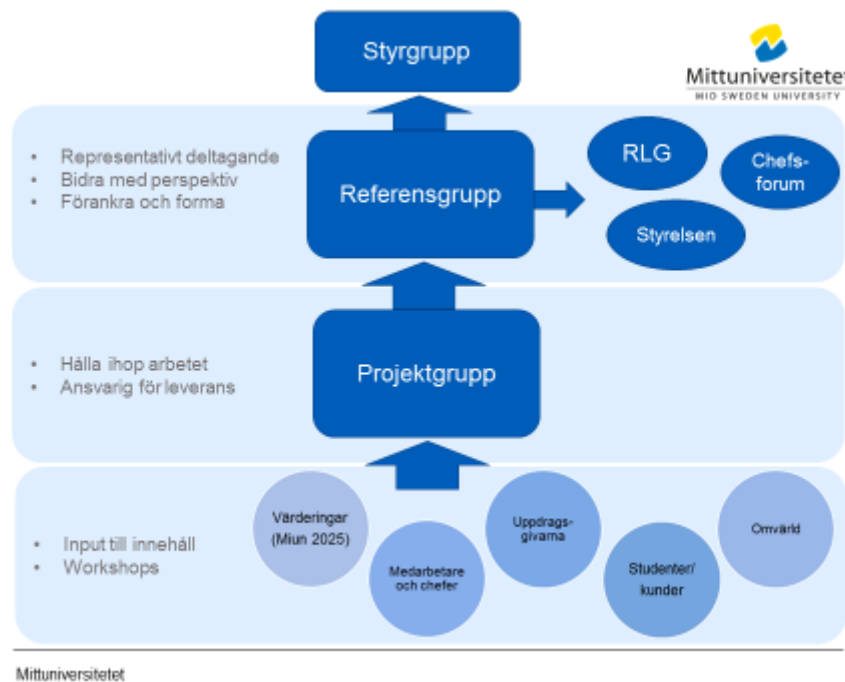 Styrgrupp
Mittuniversitetet
MID SWEDEN UNIVERSITY
• Representativt deltagande
• Bidra med perspektiv
• Förankra och forma
Referensgrupp
RLG
Chefs-
forum
Styrelsen
• Hålla ihop arbetet
• Ansvarig för leverans
Projektgrupp
• Input till innehåll
• Workshops
Värderingar
(Miun 2025)
Medarbetare
och chefer
Uppdrags-
givarna
Studenter/
kunder
Omvärld
Mittuniversitetet